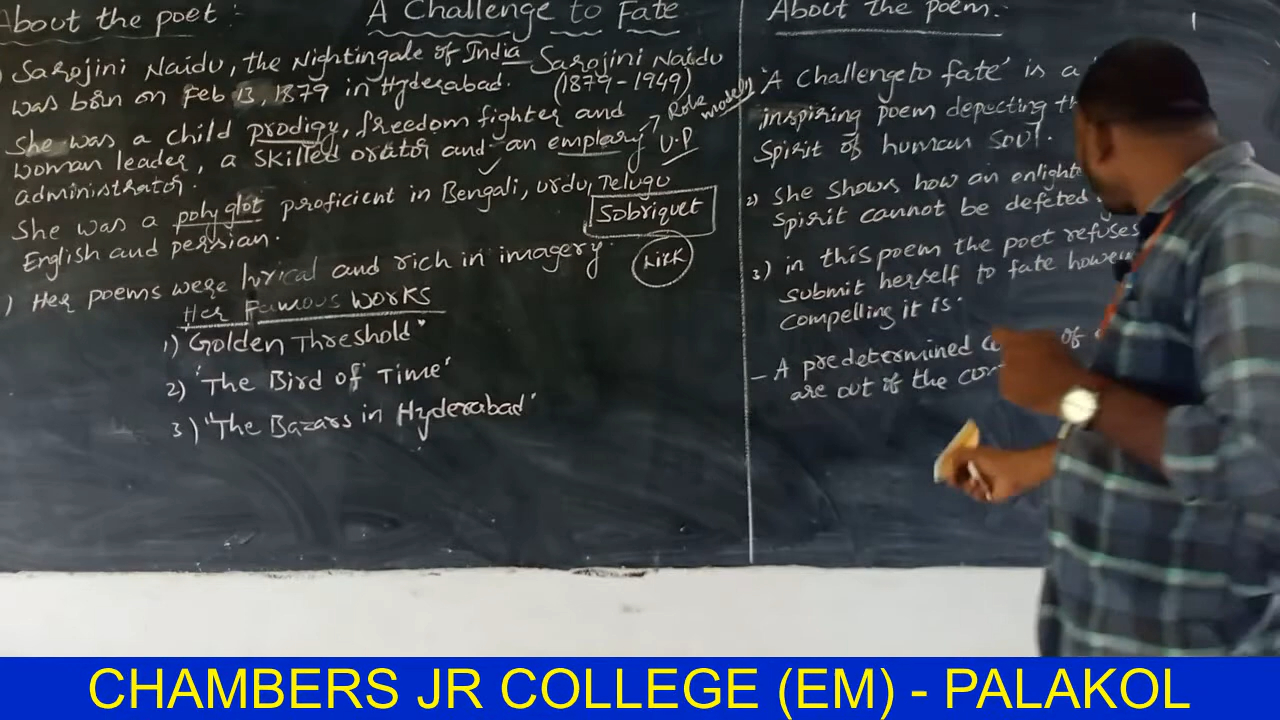 About the poet :
A Challenge to Fate
Sarojini Naidu, the Nightingale of India Sarojini Naidu
(1879-1949)
was born on Feb 13, 1879 in Hyderabad.
She was a child prodigy, freedom fighter and
woman leader, a skilled orator and an emplary
Role models
U.P
administrator.
She was a polyglot proficient in Bengali, urdu, Telugu
English and persian.
Sobriquet
Nick
Her poems were lyrical and rich in imagery.
Her Famous works
1) 'Golden Threshold"
2) 'The Bird of Time'
3) 'The Bazars in Hyderabad'
About the poem:-
'A challenge to fate' is a
inspiring poem depecting
Spirit of human Soul.
2) She shows how an
Spirit cannot be defeted
3) in this poem the poet refuses
submit herself to fate
compelling it is.
- A predetermined of
are out of the
CHAMBERS JR COLLEGE (EM) - PALAKOL